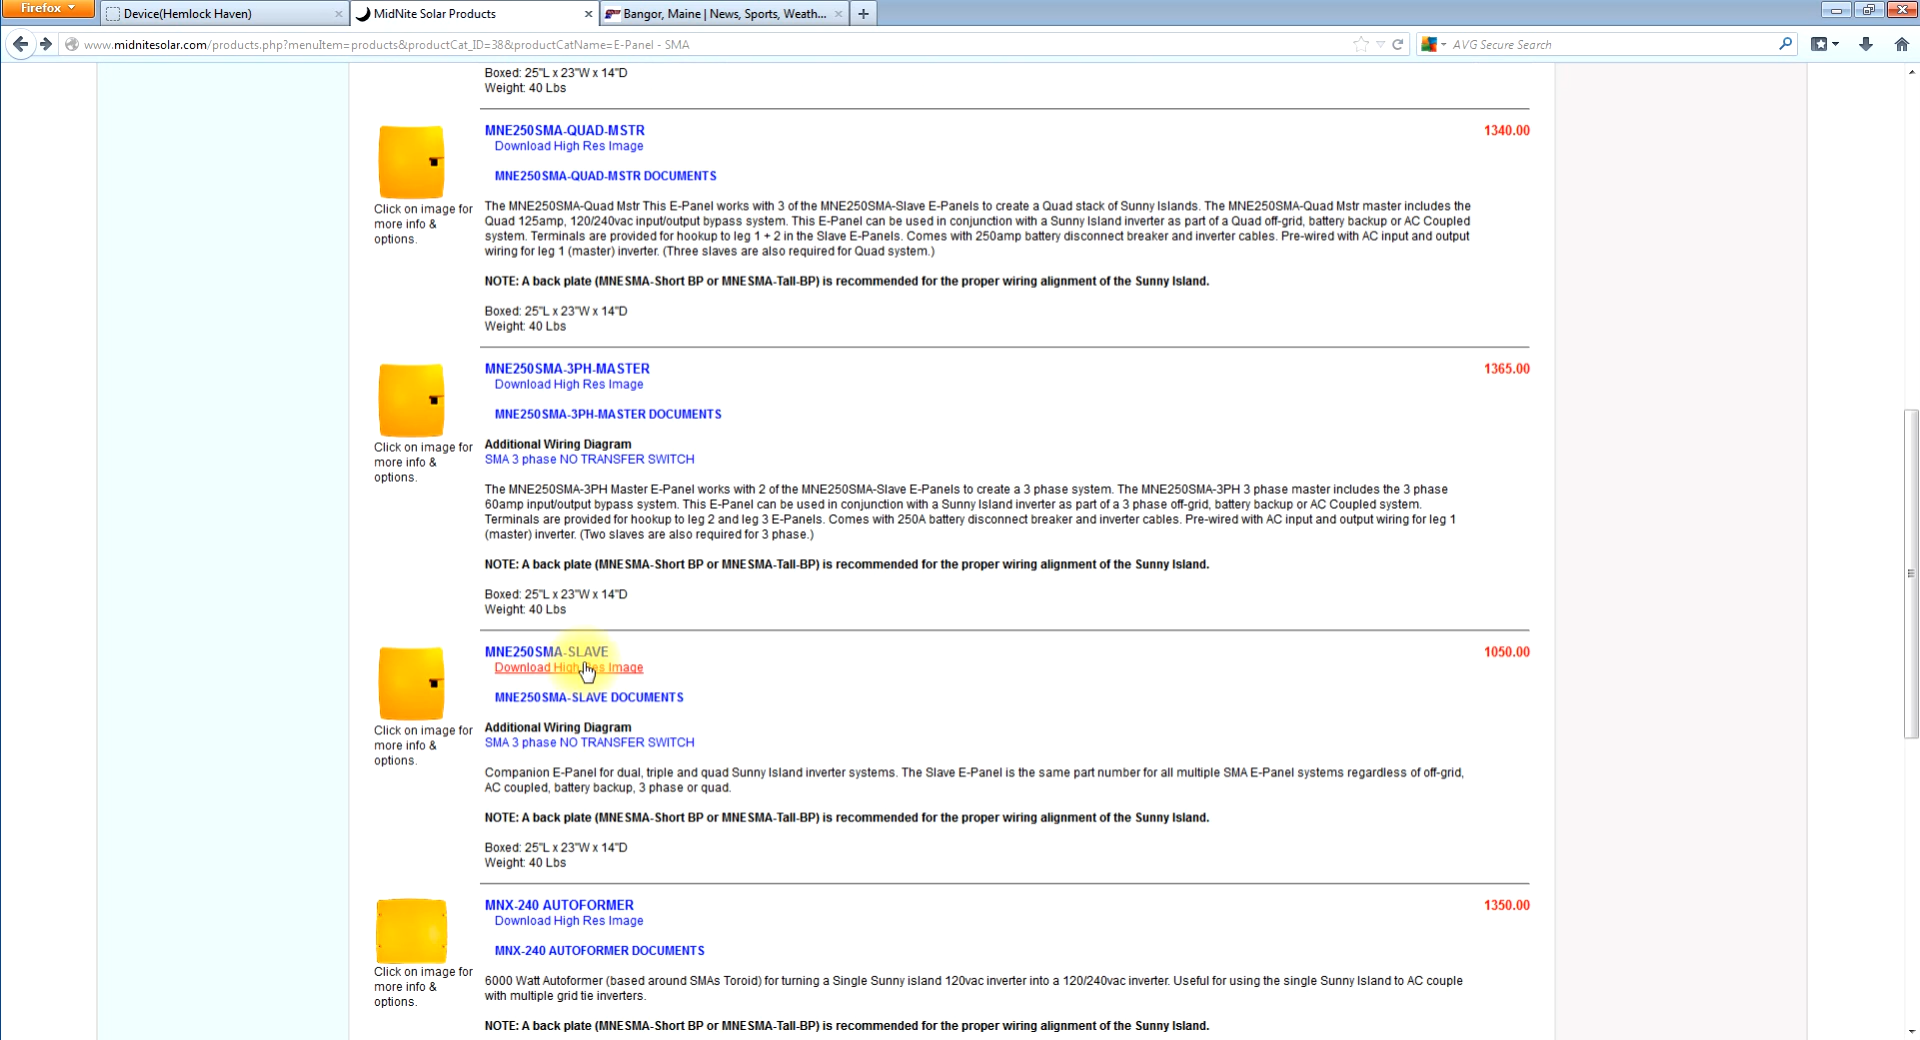 Firefox
Device(Hemlock Haven)
MidNite Solar Products
Bangor, Maine | News, Sports, Weath...
www.midnitesolar.com/products.php?menuItem=products&productCat_ID=38&productCatName=E-Panel - SMA
AVG Secure Search
Boxed: 25"L x 23"W x 14"D
Weight: 40 Lbs
MNE250SMA-QUAD-MSTR
1340.00
Download High Res Image
MNE250SMA-QUAD-MSTR DOCUMENTS
Click on image for
more info &
options.
The MNE250SMA-Quad Mstr This E-Panel works with 3 of the MNE250SMA-Slave E-Panels to create a Quad stack of Sunny Islands. The MNE250SMA-Quad Mstr master includes the
Quad 125amp, 120/240vac input/output bypass system. This E-Panel can be used in conjunction with a Sunny Island inverter as part of a Quad off-grid, battery backup or AC Coupled
system. Terminals are provided for hookup to leg 1 + 2 in the Slave E-Panels. Comes with 250amp battery disconnect breaker and inverter cables. Pre-wired with AC input and output
wiring for leg 1 (master) inverter. (Three slaves are also required for Quad system.)
NOTE: A back plate (MNESMA-Short BP or MNESMA-Tall-BP) is recommended for the proper wiring alignment of the Sunny Island.
Boxed: 25"L x 23"W x 14"D
Weight: 40 Lbs
MNE250SMA-3PH-MASTER
1365.00
Download High Res Image
MNE250SMA-3PH-MASTER DOCUMENTS
Click on image for
more info &
options.
Additional Wiring Diagram
SMA 3 phase NO TRANSFER SWITCH
The MNE250SMA-3PH Master E-Panel works with 2 of the MNE250SMA-Slave E-Panels to create a 3 phase system. The MNE250SMA-3PH 3 phase master includes the 3 phase
60amp input/output bypass system. This E-Panel can be used in conjunction with a Sunny Island inverter as part of a 3 phase off-grid, battery backup or AC Coupled system.
Terminals are provided for hookup to leg 2 and leg 3 E-Panels. Comes with 250A battery disconnect breaker and inverter cables. Pre-wired with AC input and output wiring for leg 1
(master) inverter. (Two slaves are also required for 3 phase.)
NOTE: A back plate (MNESMA-Short BP or MNESMA-Tall-BP) is recommended for the proper wiring alignment of the Sunny Island.
Boxed: 25"L x 23"W x 14"D
Weight: 40 Lbs
MNE250SMA-SLAVE
1050.00
Download High Res Image
MNE250SMA-SLAVE DOCUMENTS
Click on image for
more info &
options.
Additional Wiring Diagram
SMA 3 phase NO TRANSFER SWITCH
Companion E-Panel for dual, triple and quad Sunny Island inverter systems. The Slave E-Panel is the same part number for all multiple SMA E-Panel systems regardless of off-grid,
AC coupled, battery backup, 3 phase or quad.
NOTE: A back plate (MNESMA-Short BP or MNESMA-Tall-BP) is recommended for the proper wiring alignment of the Sunny Island.
Boxed: 25"L x 23"W x 14"D
Weight: 40 Lbs
MNX-240 AUTOFORMER
1350.00
Download High Res Image
MNX-240 AUTOFORMER DOCUMENTS
Click on image for
more info &
options.
6000 Watt Autoformer (based around SMAs Toroid) for turning a Single Sunny island 120vac inverter into a 120/240vac inverter. Useful for using the single Sunny Island to AC couple
with multiple grid tie inverters.
NOTE: A back plate (MNESMA-Short BP or MNESMA-Tall-BP) is recommended for the proper wiring alignment of the Sunny Island.